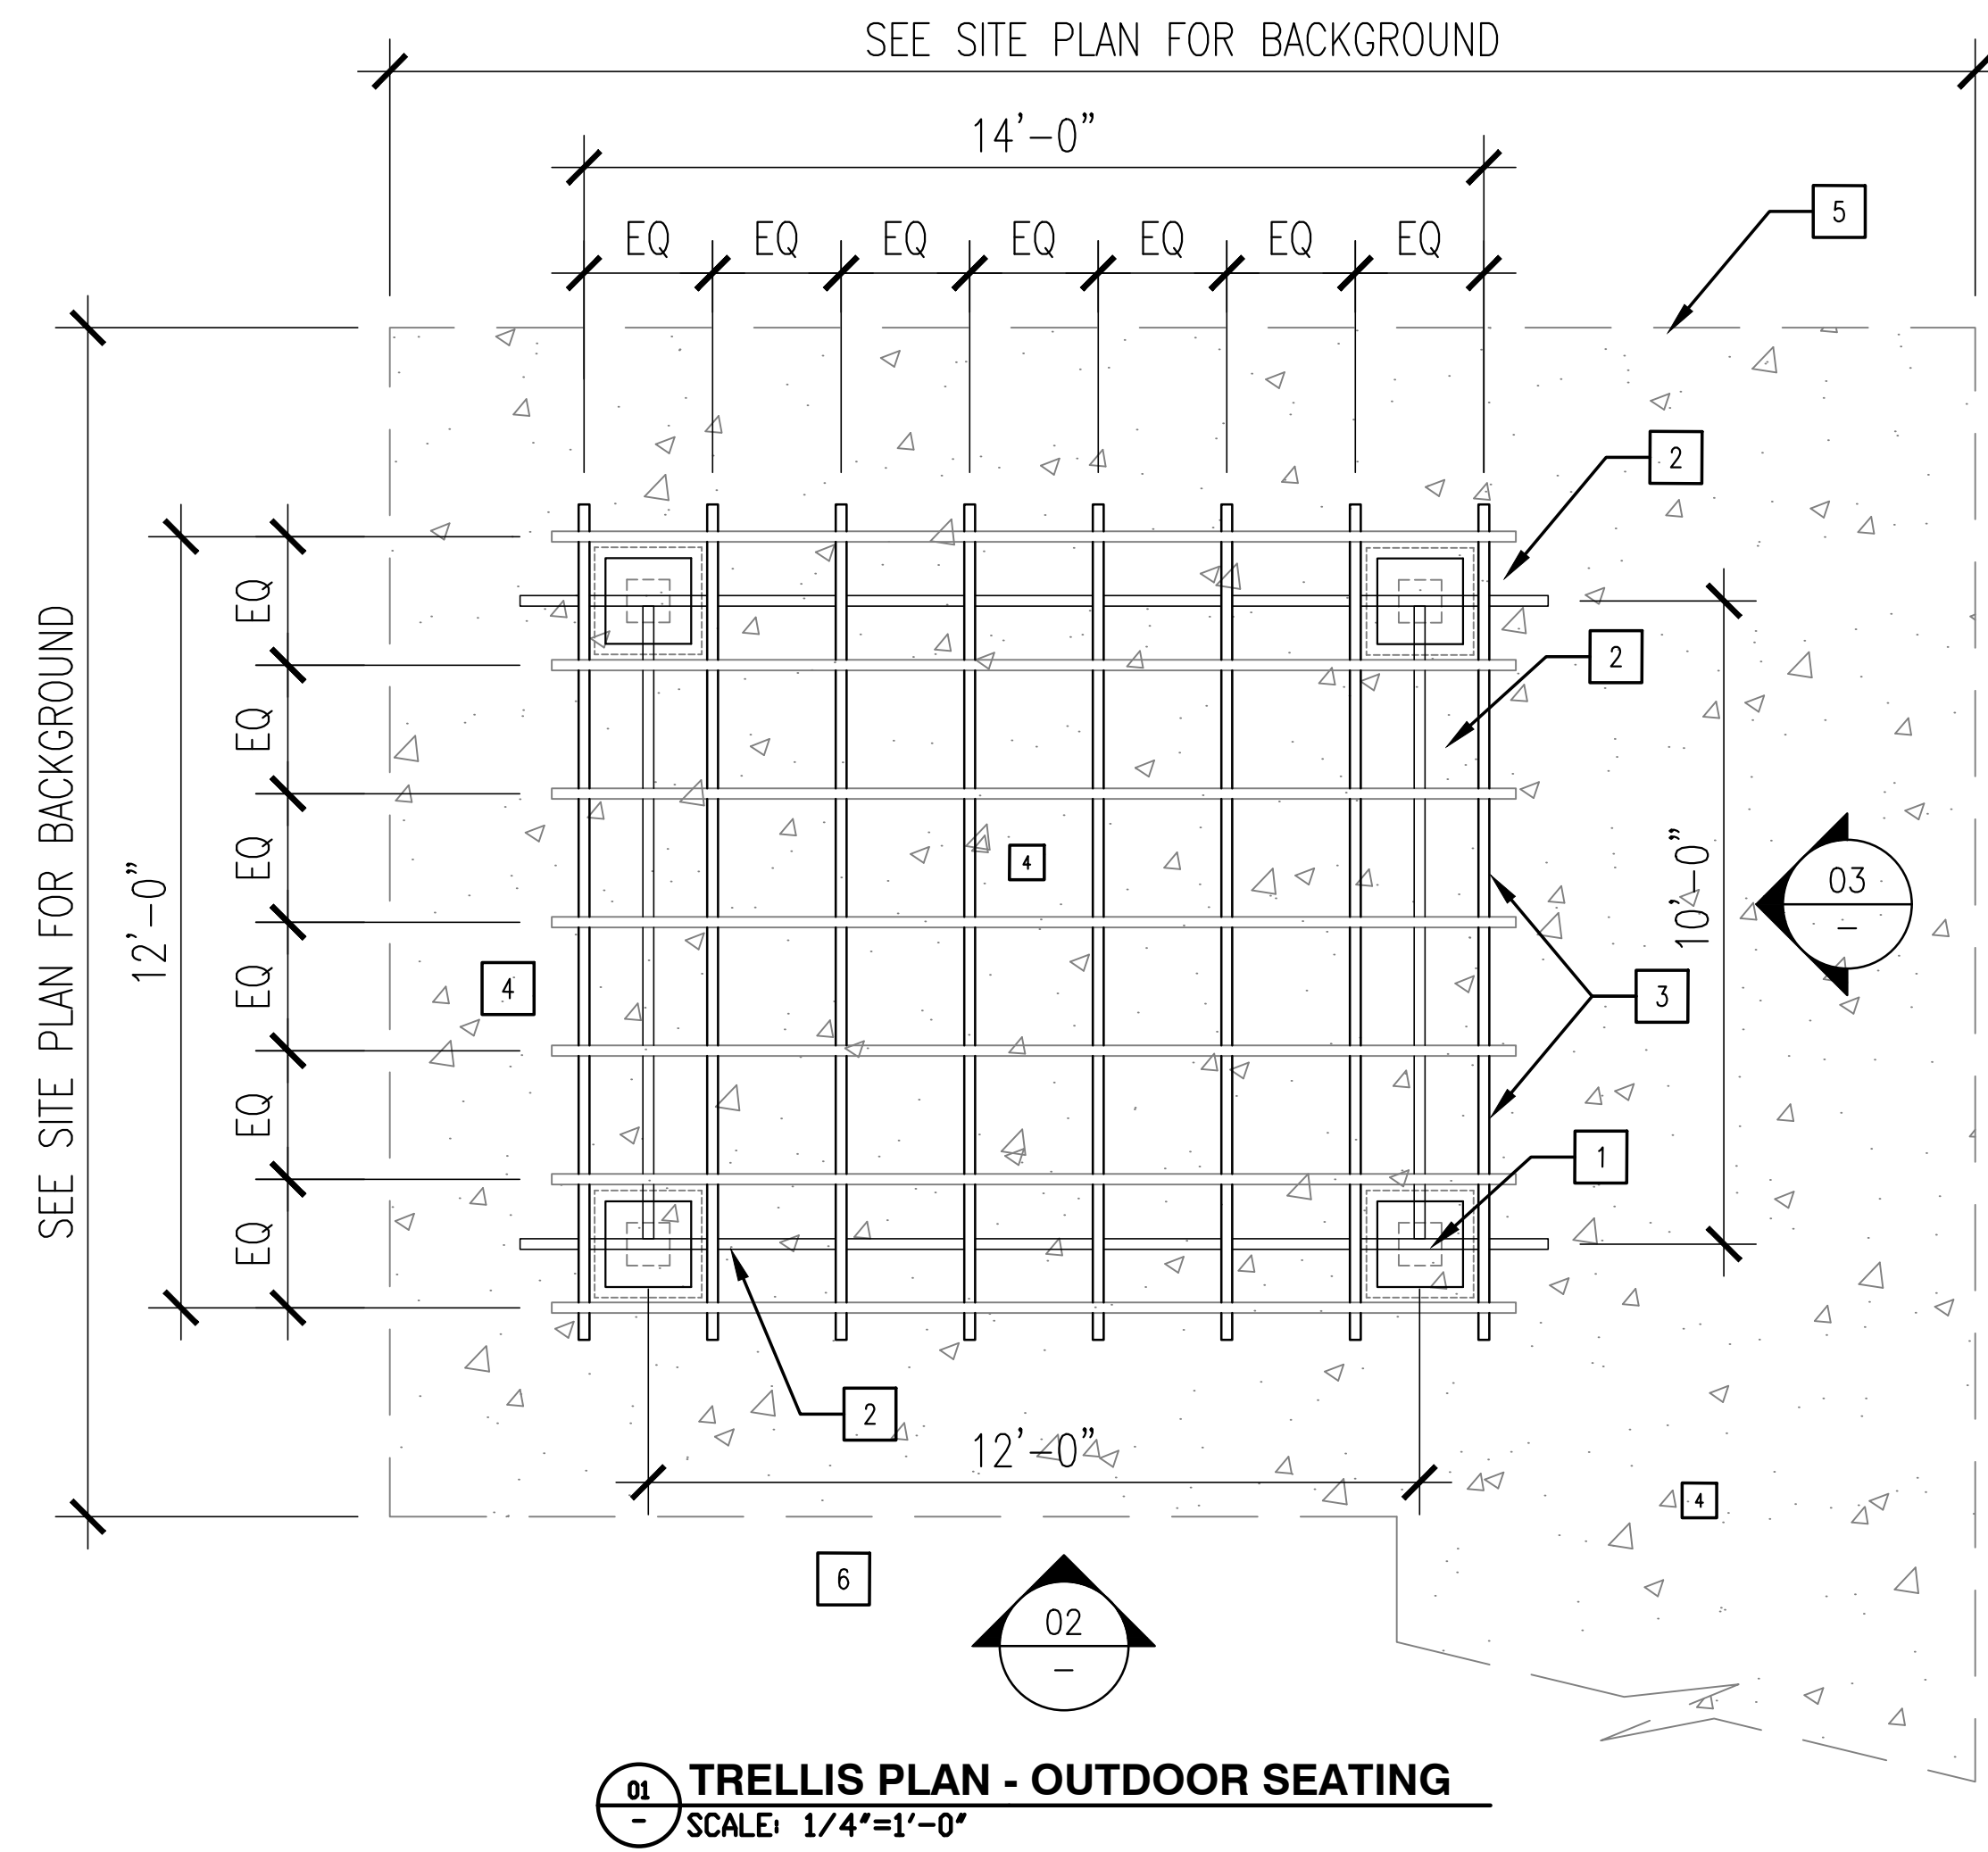 SEE SITE PLAN FOR BACKGROUND
14'-0"
EQ EQ EQ EQ EQ EQ EQ
5
2
2
SEE SITE PLAN FOR BACKGROUND
12'-0"
EQ
EQ
EQ
EQ
EQ
EQ
4
4
10'-0"
03
-
3
1
2
12'-0"
4
6
02
-
01
-
TRELLIS PLAN - OUTDOOR SEATING
SCALE: 1/4"=1'-0"